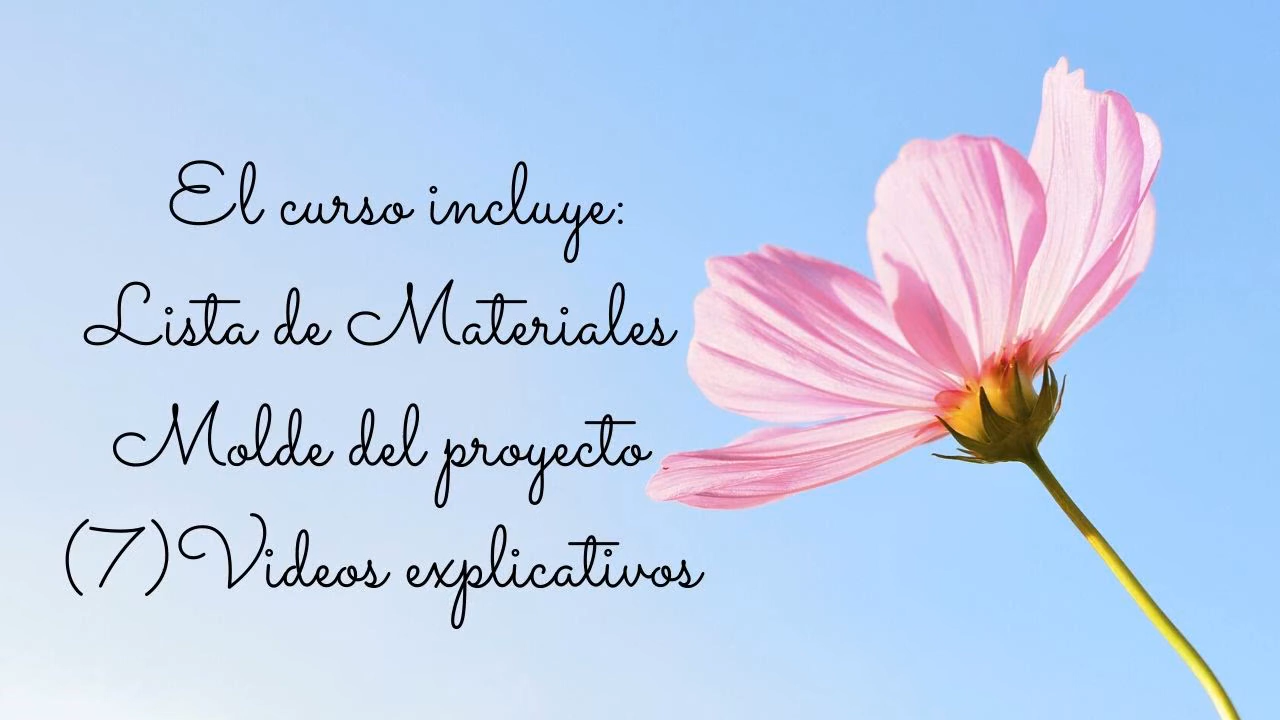 El curso incluye:
Lista de Materiales
Molde del proyecto
(7) Videos explicativos